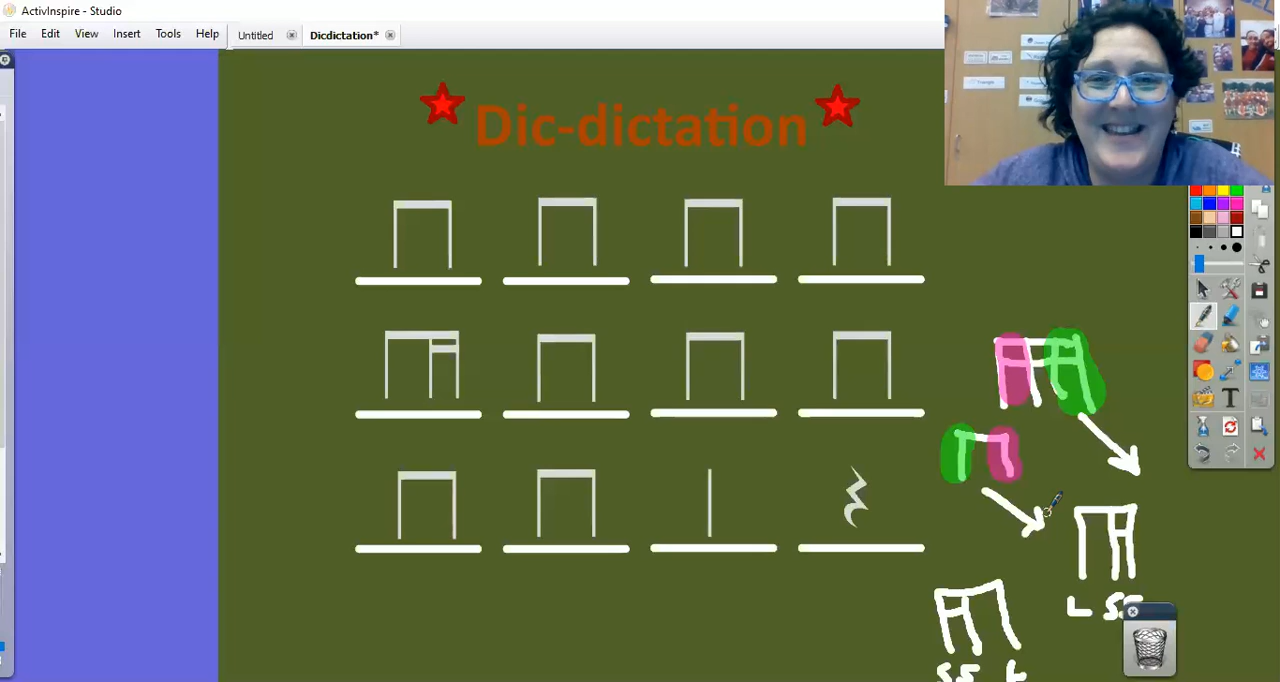 ActivInspire - Studio
File Edit View Insert Tools Help Untitled Dicdictation*
Dic-dictation
L